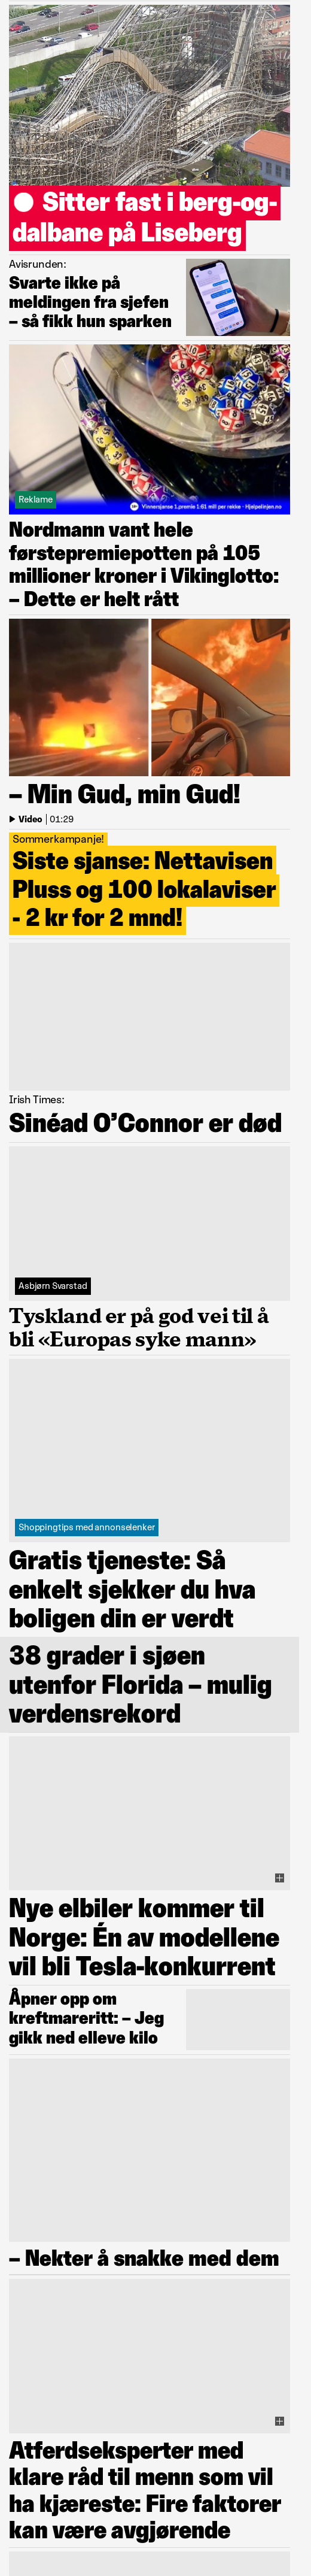 Sitter fast i berg-og-
dalbane på Liseberg
Avisrunden:
Svarte ikke på
meldingen fra sjefen
– så fikk hun sparken
Reklame
Vinnersjanse 1.premie 1:61 mill per rekke - Hjelpelinjen.no
Nordmann vant hele
førstepremiepotten på 105
millioner kroner i Vikinglotto:
– Dette er helt rått
– Min Gud, min Gud!
Video | 01:29
Sommerkampanje!
Siste sjanse: Nettavisen
Pluss og 100 lokalaviser
- 2 kr for 2 mnd!
Irish Times:
Sinéad O’Connor er død
Asbjørn Svarstad
Tyskland er på god vei til å
bli «Europas syke mann»
Shoppingtips med annonselenker
Gratis tjeneste: Så
enkelt sjekker du hva
boligen din er verdt
38 grader i sjøen
utenfor Florida – mulig
verdensrekord
Nye elbiler kommer til
Norge: Én av modellene
vil bli Tesla-konkurrent
Åpner opp om
kreftmareritt: – Jeg
gikk ned elleve kilo
– Nekter å snakke med dem
Atferdseksperter med
klare råd til menn som vil
ha kjæreste: Fire faktorer
kan være avgjørende